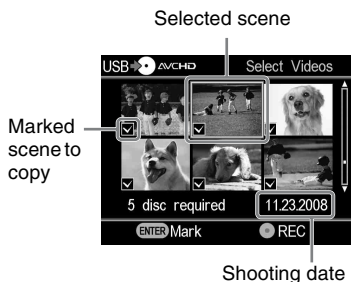 Selected scene
USB AVCHD Select Videos
Marked
scene to
copy
5 disc required 11.23.2008
ENTER Mark REC
Shooting date